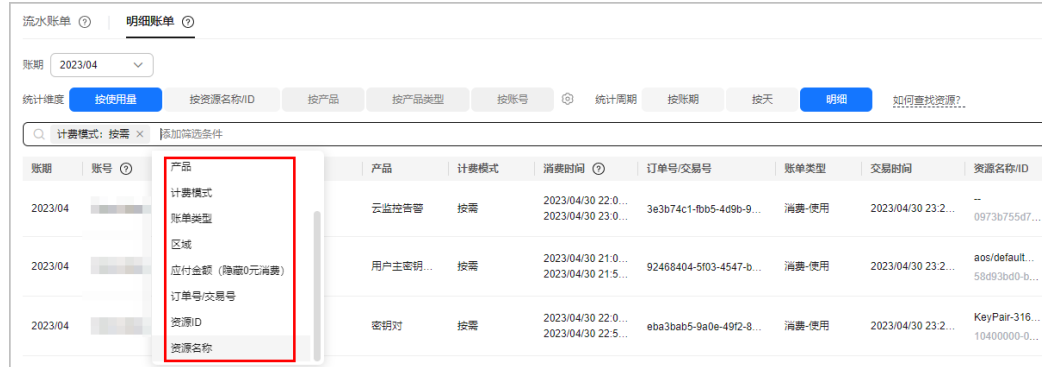 流水账单 明细账单
账期 2023/04
统计维度 按使用量 按资源名称/ID 按产品 按产品类型 按账号 统计周期 按账期 按天 明细 如何查找资源?
计费模式：按需 × 添加筛选条件
账期 账号 产品 计费模式 消费时间 订单号/交易号 账单类型 交易时间 资源名称/ID
产品
计费模式
账单类型
区域
应付金额（隐藏0元消费）
订单号/交易号
资源ID
资源名称
2023/04 云监控告警 按需 2023/04/30 22:0... 3e3b74c1-fbb5-4d9b-9... 消费-使用 2023/04/30 23:2... --
2023/04/30 23:0... 0973b755d7...
2023/04 用户主密钥... 按需 2023/04/30 21:0... 92468404-5f03-4547-b... 消费-使用 2023/04/30 23:2... aos/default...
2023/04/30 21:5... 58d93bd0-b...
2023/04 密钥对 按需 2023/04/30 22:0... eba3bab5-9a0e-49f2-8... 消费-使用 2023/04/30 23:2... KeyPair-316...
2023/04/30 22:5... 10400000-0...